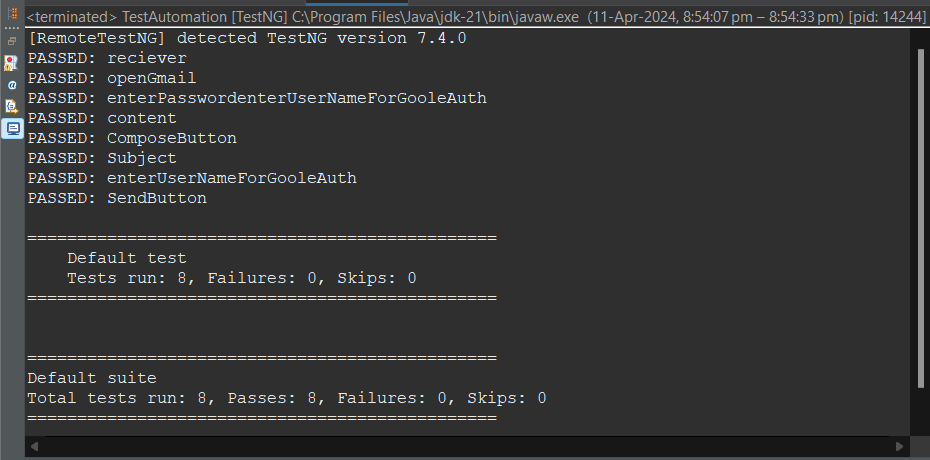 <terminated> TestAutomation [TestNG] C:\Program Files\Java\jdk-21\bin\javaw.exe (11-Apr-2024, 8:54:07 pm – 8:54:33 pm) [pid: 14244]
[RemoteTestNG] detected TestNG version 7.4.0
PASSED: reciever
PASSED: openGmail
PASSED: enterPasswordenterUserNameForGooleAuth
PASSED: content
PASSED: ComposeButton
PASSED: Subject
PASSED: enterUserNameForGooleAuth
PASSED: SendButton
===============================================
Default test
Tests run: 8, Failures: 0, Skips: 0
===============================================
===============================================
Default suite
Total tests run: 8, Passes: 8, Failures: 0, Skips: 0
===============================================